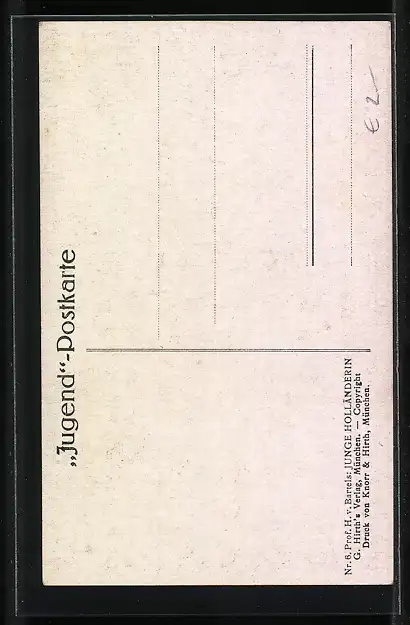 „Jugend“-Postkarte
Nr. 6. Prof. H. v. Bartels: JUNGE HOLLÄNDERIN
G. Hirth's Verlag, München. — Copyright
Druck von Knorr & Hirth, München.
€ 2.—